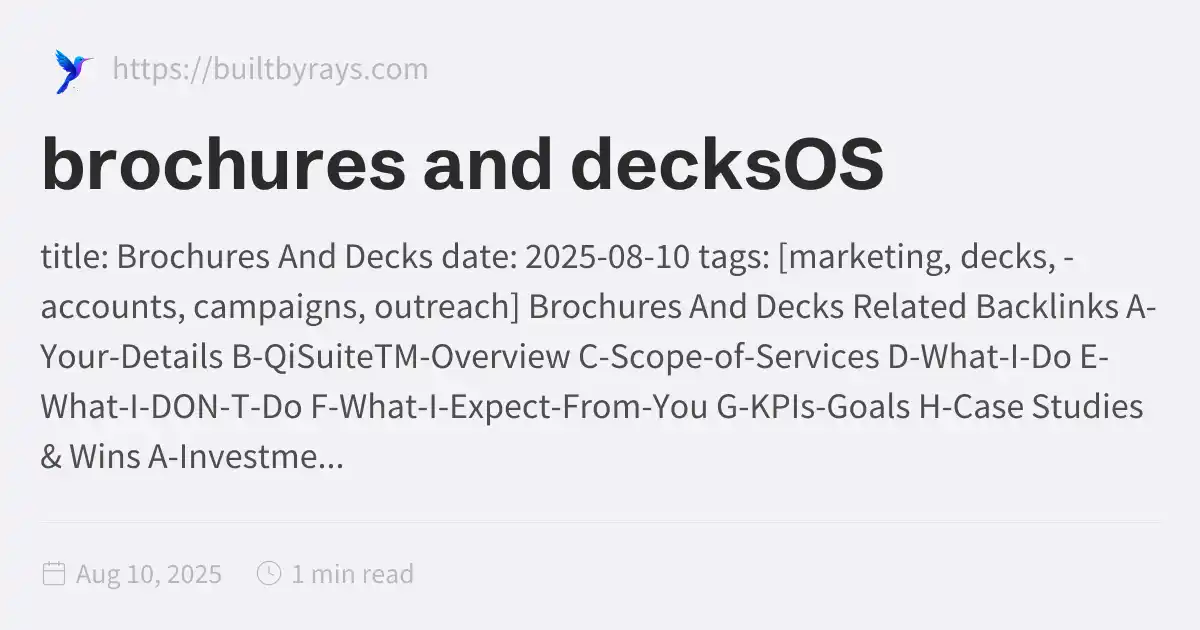 https://builtbyrays.com
brochures and decksOS
title: Brochures And Decks date: 2025-08-10 tags: [marketing, decks, -
accounts, campaigns, outreach] Brochures And Decks Related Backlinks A-
Your-Details B-QiSuiteTM-Overview C-Scope-of-Services D-What-I-Do E-
What-I-DON-T-Do F-What-I-Expect-From-You G-KPIs-Goals H-Case Studies
& Wins A-Investme...
Aug 10, 2025 1 min read